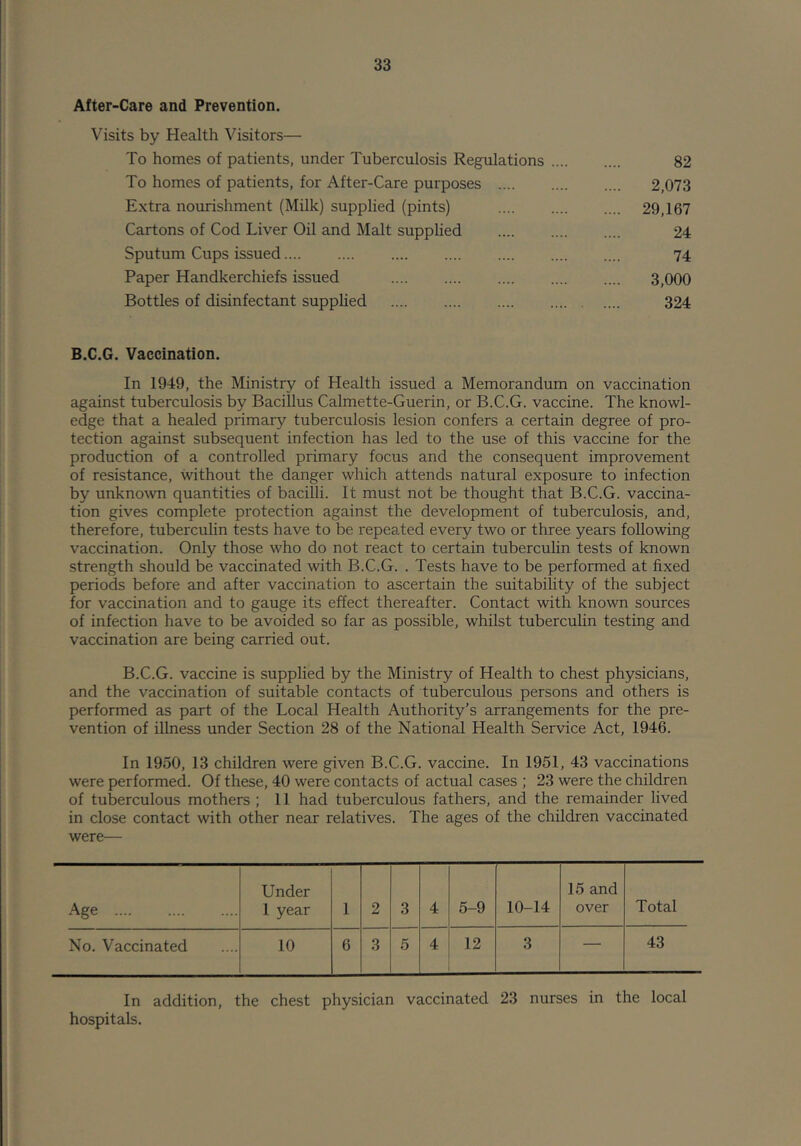 33
After-Care and Prevention.
Visits by Health Visitors—
To homes of patients, under Tuberculosis Regulations .... .... 82
To homes of patients, for After-Care purposes .... .... .... 2,073
Extra nourishment (Milk) supplied (pints) .... .... .... 29,167
Cartons of Cod Liver Oil and Malt supplied .... .... .... 24
Sputum Cups issued .... .... .... .... .... .... .... 74
Paper Handkerchiefs issued .... .... .... .... .... 3,000
Bottles of disinfectant supplied .... .... .... .... .... 324
B.C.G. Vaccination.
In 1949, the Ministry of Health issued a Memorandum on vaccination
against tuberculosis by Bacillus Calmette-Guerin, or B.C.G. vaccine. The knowl-
edge that a healed primary tuberculosis lesion confers a certain degree of pro-
tection against subsequent infection has led to the use of this vaccine for the
production of a controlled primary focus and the consequent improvement
of resistance, without the danger which attends natural exposure to infection
by unknown quantities of bacilli. It must not be thought that B.C.G. vaccina-
tion gives complete protection against the development of tuberculosis, and,
therefore, tuberculin tests have to be repeated every two or three years following
vaccination. Only those who do not react to certain tuberculin tests of known
strength should be vaccinated with B.C.G. . Tests have to be performed at fixed
periods before and after vaccination to ascertain the suitability of the subject
for vaccination and to gauge its effect thereafter. Contact with known sources
of infection have to be avoided so far as possible, whilst tuberculin testing and
vaccination are being carried out.
B.C.G. vaccine is supplied by the Ministry of Health to chest physicians,
and the vaccination of suitable contacts of tuberculous persons and others is
performed as part of the Local Health Authority's arrangements for the pre-
vention of illness under Section 28 of the National Health Service Act, 1946.
In 1950, 13 children were given B.C.G. vaccine. In 1951, 43 vaccinations
were performed. Of these, 40 were contacts of actual cases ; 23 were the children
of tuberculous mothers ; 11 had tuberculous fathers, and the remainder lived
in close contact with other near relatives. The ages of the children vaccinated
were—
Age .... .... .... Under 1 year 1 2 3 4 5-9 10-14 15 and over Total
No. Vaccinated .... 10 6 3 5 4 12 3 — 43
In addition, the chest physician vaccinated 23 nurses in the local
hospitals.